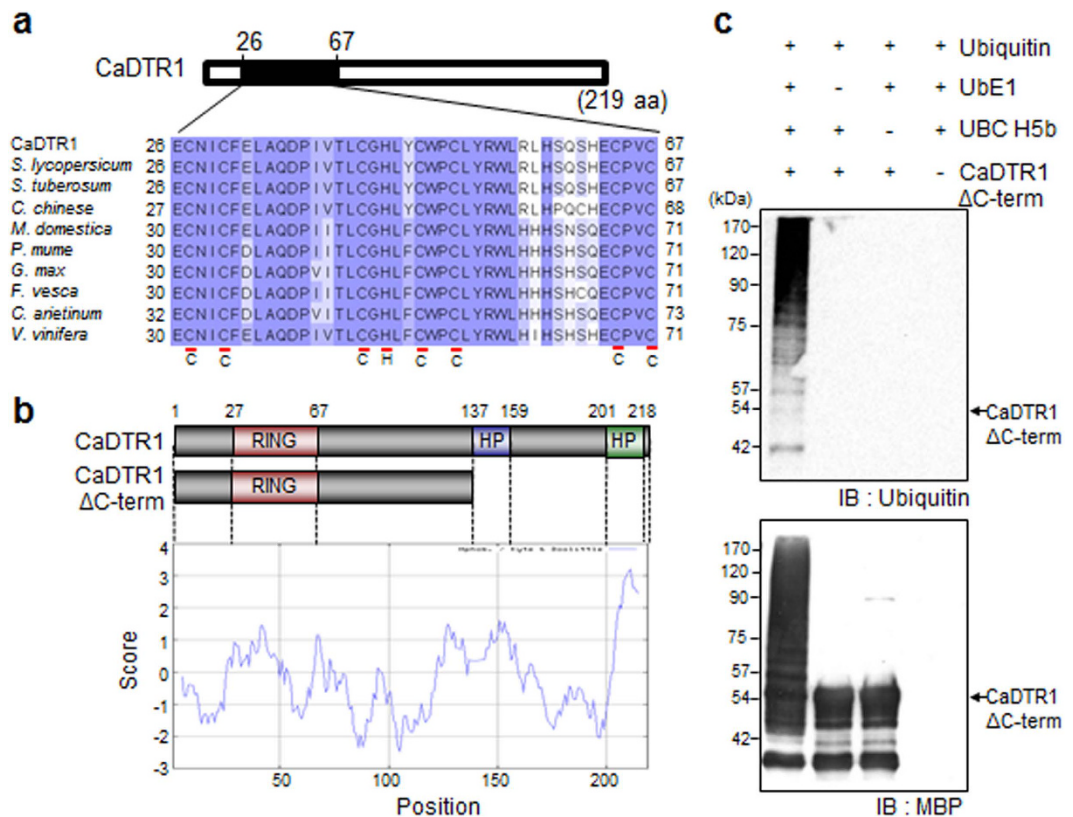 a
26 67
CaDTR1
(219 aa)
CaDTR1 26 ECNICFELAQDPIVTLCGHLYCWPCLYRWLRLHSQSHECPVC 67
S. lycopersicum 26 ECNICFELAQDPIVTLCGHLYCWPCLYRWLRLHSQSHECPVC 67
S. tuberosum 26 ECNICFELAQDPIVTLCGHLYCWPCLYRWLRLHSQSHECPVC 67
C. chinese 27 ECNICFELAQDPIVTLCGHLYCWPCLYRWLRLHPQCHECPVC 68
M. domestica 30 ECNICFELAQDPIITLCGHLFCWPCLYRWLHHHSNSQECPVC 71
P. mume 30 ECNICFDLAQDPIITLCGHLFCWPCLYRWLHHHSHSQECPVC 71
G. max 30 ECNICFDLAQDPVITLCGHLFCWPCLYRWLHHHSHSQECPVC 71
F. vesca 30 ECNICFDLAQDPIITLCGHLFCWPCLYRWLHHHSHCQECPVC 71
C. arietinum 32 ECNICFDLAQDPVITLCGHLFCWPCLYRWLHHHSHSQECPVC 73
V. vinifera 30 ECNICFELAQDPIVTLCGHLFCWPCLYRWLHIHSHSHECPVC 71
C C C H C C C C
b
1 27 67 137 159 201 218
CaDTR1 RING HP HP
CaDTR1
ΔC-term
RING
Hphob. / Kyte & Doolittle
4
3
2
1
0
-1
-2
-3
Score
50 100 150 200
Position
c
+ + + + Ubiquitin
+ - + + UbE1
+ + - + UBC H5b
+ + + - CaDTR1
ΔC-term
(kDa)
170
120
90
75
57
54
42
CaDTR1
ΔC-term
IB : Ubiquitin
170
120
90
75
57
54
42
CaDTR1
ΔC-term
IB : MBP